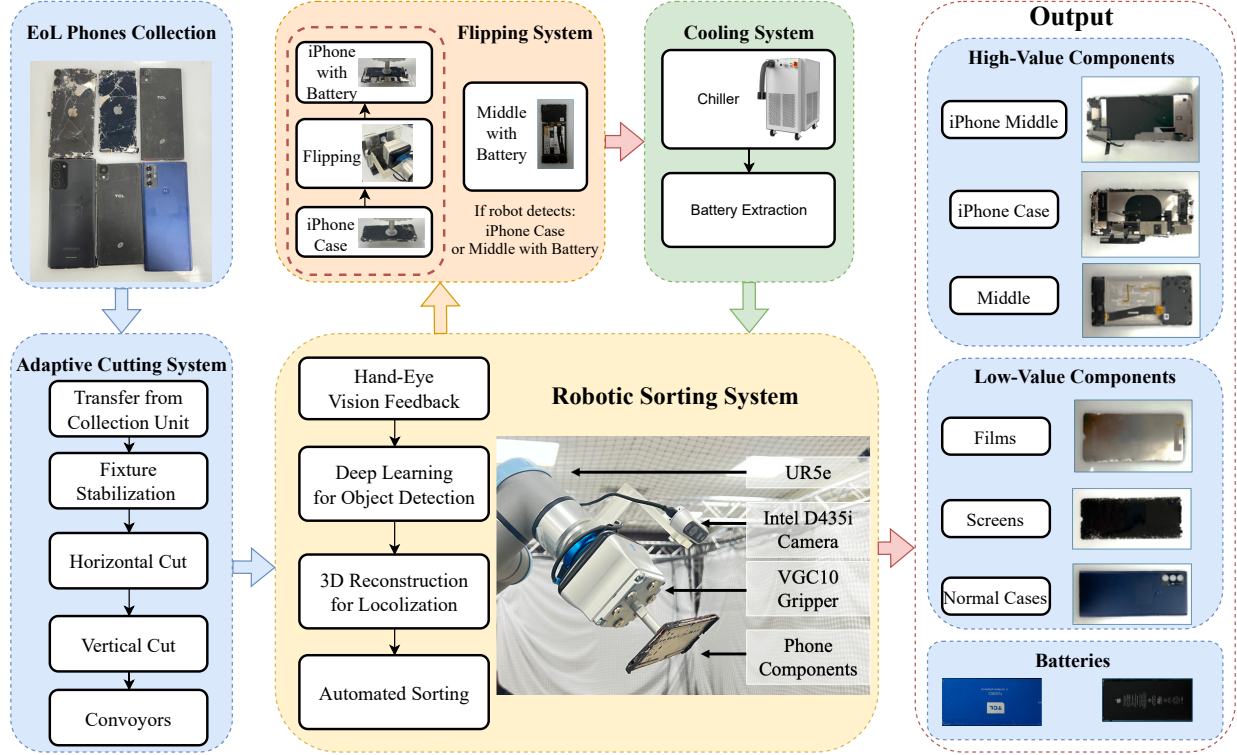 EoL Phones Collection
TCL
TCL
Adaptive Cutting System
Transfer from
Collection Unit
Fixture
Stabilization
Horizontal Cut
Vertical Cut
Convoyors
Flipping System
iPhone
with
Battery
Flipping
iPhone
Case
Middle
with
Battery
If robot detects:
iPhone Case
or Middle with Battery
Cooling System
Chiller
Battery Extraction
Robotic Sorting System
Hand-Eye
Vision Feedback
Deep Learning
for Object Detection
3D Reconstruction
for Locolization
Automated Sorting
UR5e
Intel D435i
Camera
VGC10
Gripper
Phone
Components
Output
High-Value Components
iPhone Middle
iPhone Case
Middle
Low-Value Components
Films
Screens
Normal Cases
Batteries
TCL